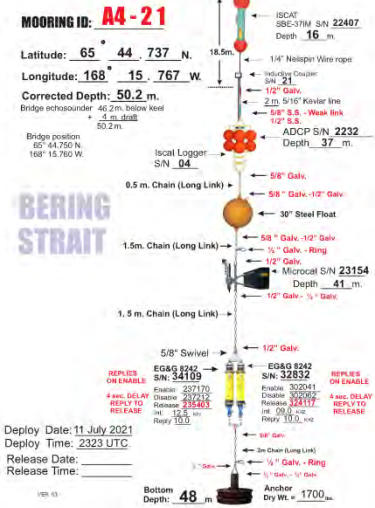 MOORING ID: A4-21
Latitude: 65° 44 .737 N.
Longitude: 168° 15 .767 W.
Corrected Depth: 50.2 m.
Bridge echosounder 46.2m. below keel
+ 4 m. draft
50.2 m.
Bridge position
65° 44.750 N.
168° 15.760 W.
BERING
STRAIT
18.5m.
ISCAT
SBE-37IM S/N 22407
Depth 16 m.
1/4" Neilspin Wire rope
Inductive Coupler
S/N 21
1/2" Galv.
2 m. 5/16" Kevlar line
5/8" S.S. - Weak link
1/2" S.S.
ADCP S/N 2232
Depth 37 m.
Iscal Logger
S/N 04
5/8" Galv.
0.5 m. Chain (Long Link)
5/8 " Galv. -1/2" Galv.
30" Steel Float
5/8 " Galv. -1/2" Galv.
1.5m. Chain (Long Link)
½ " Galv. - Ring
1/2" Galv.
Microcat S/N 23154
Depth 41 m.
1/2" Galv. - ½ " Galv.
1. 5 m. Chain (Long Link)
5/8" Swivel
1/2" Galv.
REPLIES
ON ENABLE
4 sec. DELAY
REPLY TO
RELEASE
EG&G 8242
S/N: 34109
Enable 237170
Disable 237212
Release 235403
Int. 12.5 KHz
Reply 10.0
EG&G 8242
S/N: 32832
Enable 302041
Disable 302062
Release 324117
Int. 09.0 KHz
Reply 10.0 KHz
REPLIES
ON ENABLE
4 sec. DELAY
REPLY TO
RELEASE
5/8" Galv.
2m Chain (Long Link)
½ " Galv. - Ring
Deploy Date: 11 July 2021
Deploy Time: 2323 UTC
Release Date:
Release Time:
Bottom
Depth: 48 m
Anchor
Dry Wt. = 1700 lbs.